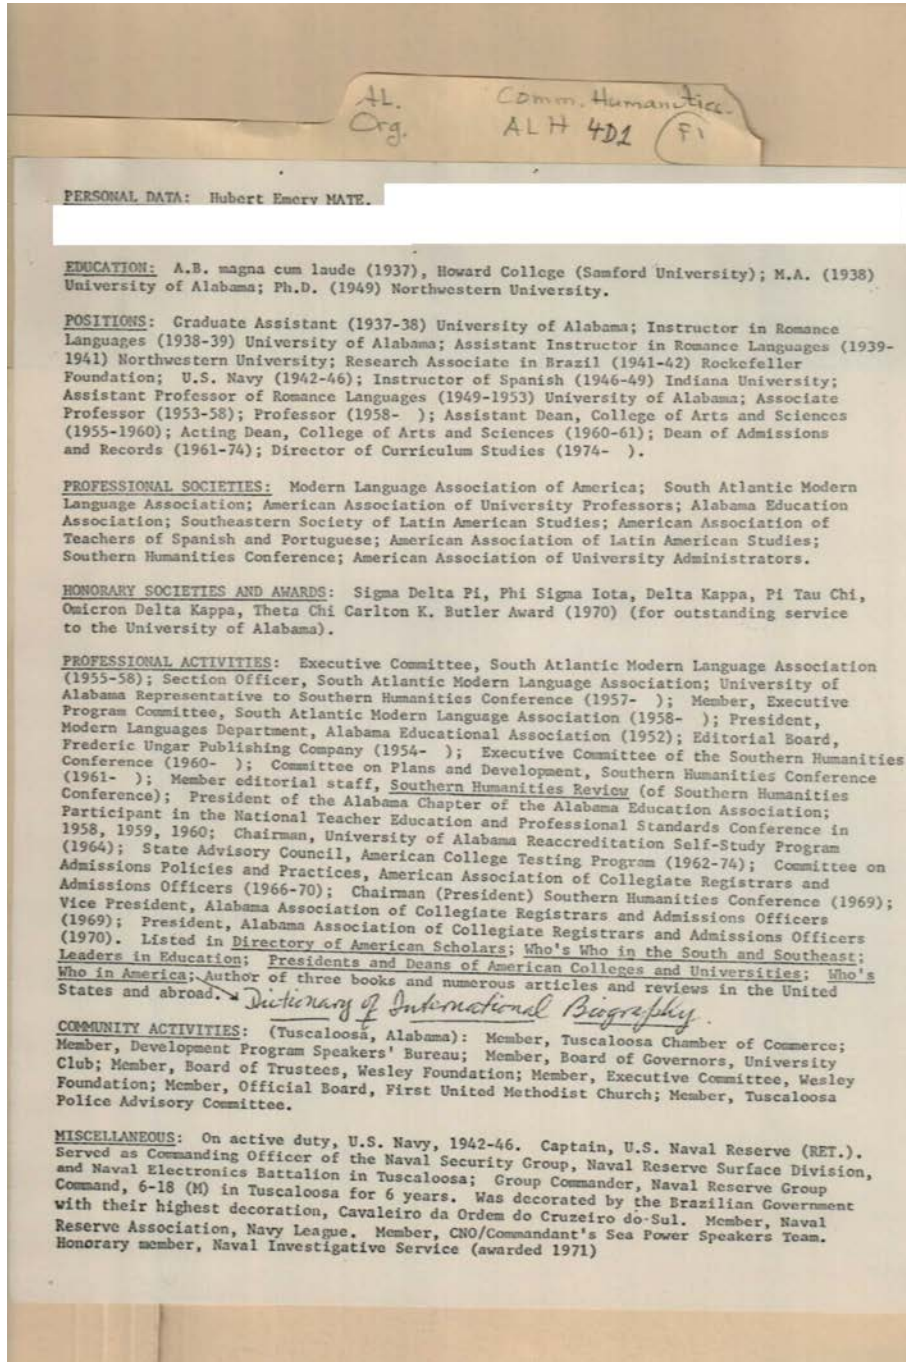 AL. Comm. Humanities.
Org. ALH 4D1 F1
PERSONAL DATA: Hubert Emery MATE.
EDUCATION: A.B. magna cum laude (1937), Howard College (Samford University); M.A. (1938)
University of Alabama; Ph.D. (1949) Northwestern University.
POSITIONS: Graduate Assistant (1937-38) University of Alabama; Instructor in Romance
Languages (1938-39) University of Alabama; Assistant Instructor in Romance Languages (1939-
1941) Northwestern University; Research Associate in Brazil (1941-42) Rockefeller
Foundation; U.S. Navy (1942-46); Instructor of Spanish (1946-49) Indiana University;
Assistant Professor of Romance Languages (1949-1953) University of Alabama; Associate
Professor (1953-58); Professor (1958- ); Assistant Dean, College of Arts and Sciences
(1955-1960); Acting Dean, College of Arts and Sciences (1960-61); Dean of Admissions
and Records (1961-74); Director of Curriculum Studies (1974- ).
PROFESSIONAL SOCIETIES: Modern Language Association of America; South Atlantic Modern
Language Association; American Association of University Professors; Alabama Education
Association; Southeastern Society of Latin American Studies; American Association of
Teachers of Spanish and Portuguese; American Association of Latin American Studies;
Southern Humanities Conference; American Association of University Administrators.
HONORARY SOCIETIES AND AWARDS: Sigma Delta Pi, Phi Sigma Iota, Delta Kappa, Pi Tau Chi,
Omicron Delta Kappa, Theta Chi Carlton K. Butler Award (1970) (for outstanding service
to the University of Alabama).
PROFESSIONAL ACTIVITIES: Executive Committee, South Atlantic Modern Language Association
(1955-58); Section Officer, South Atlantic Modern Language Association; University of
Alabama Representative to Southern Humanities Conference (1957- ); Member, Executive
Program Committee, South Atlantic Modern Language Association (1958- ); President,
Modern Languages Department, Alabama Educational Association (1952); Editorial Board,
Frederic Ungar Publishing Company (1954- ); Executive Committee of the Southern Humanities
Conference (1960- ); Committee on Plans and Development, Southern Humanities Conference
(1961- ); Member editorial staff, Southern Humanities Review (of Southern Humanities
Conference); President of the Alabama Chapter of the Alabama Education Association;
Participant in the National Teacher Education and Professional Standards Conference in
1958, 1959, 1960; Chairman, University of Alabama Reaccreditation Self-Study Program
(1964); State Advisory Council, American College Testing Program (1962-74); Committee on
Admissions Policies and Practices, American Association of Collegiate Registrars and
Admissions Officers (1966-70); Chairman (President) Southern Humanities Conference (1969);
Vice President, Alabama Association of Collegiate Registrars and Admissions Officers
(1969); President, Alabama Association of Collegiate Registrars and Admissions Officers
(1970). Listed in Directory of American Scholars; Who's Who in the South and Southeast;
Leaders in Education; Presidents and Deans of American Colleges and Universities; Who's
Who in America; Author of three books and numerous articles and reviews in the United
States and abroad. Dictionary of International Biography.
COMMUNITY ACTIVITIES: (Tuscaloosa, Alabama): Member, Tuscaloosa Chamber of Commerce;
Member, Development Program Speakers' Bureau; Member, Board of Governors, University
Club; Member, Board of Trustees, Wesley Foundation; Member, Executive Committee, Wesley
Foundation; Member, Official Board, First United Methodist Church; Member, Tuscaloosa
Police Advisory Committee.
MISCELLANEOUS: On active duty, U.S. Navy, 1942-46. Captain, U.S. Naval Reserve (RET.).
Served as Commanding Officer of the Naval Security Group, Naval Reserve Surface Division,
and Naval Electronics Battalion in Tuscaloosa; Group Commander, Naval Reserve Group
Command, 6-18 (M) in Tuscaloosa for 6 years. Was decorated by the Brazilian Government
with their highest decoration, Cavaleiro da Ordem do Cruzeiro do-Sul. Member, Naval
Reserve Association, Navy League. Member, CNO/Commandant's Sea Power Speakers Team.
Honorary member, Naval Investigative Service (awarded 1971)